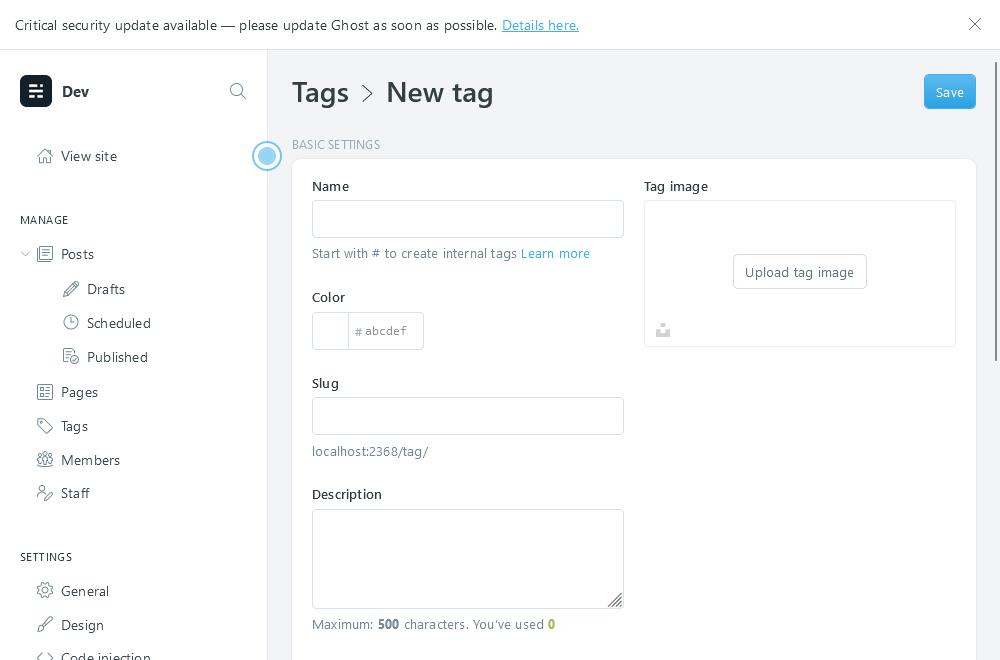 Critical security update available — please update Ghost as soon as possible. Details here.
Dev
View site
MANAGE
Posts
Drafts
Scheduled
Published
Pages
Tags
Members
Staff
SETTINGS
General
Design
Code injection
Tags > New tag
Save
BASIC SETTINGS
Name
Start with # to create internal tags Learn more
Color
# abcdef
Slug
localhost:2368/tag/
Description
Maximum: 500 characters. You've used 0
Tag image
Upload tag image